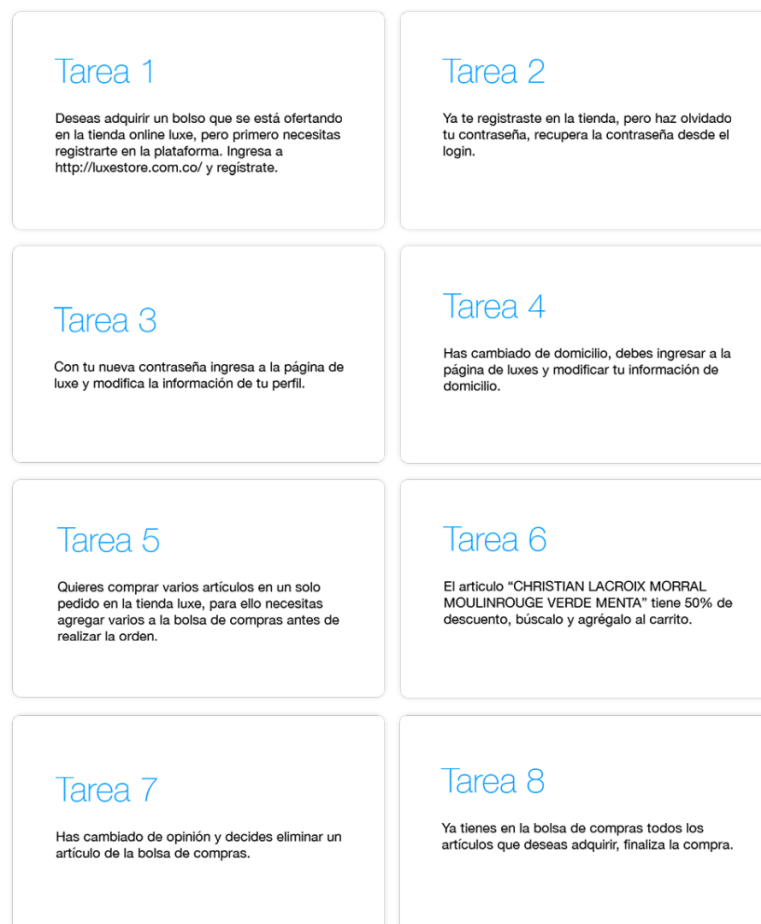 Tarea 1
Deseas adquirir un bolso que se está ofertando
en la tienda online luxe, pero primero necesitas
registrarte en la plataforma. Ingresa a
http://luxestore.com.co/ y regístrate.
Tarea 2
Ya te registraste en la tienda, pero haz olvidado
tu contraseña, recupera la contraseña desde el
login.
Tarea 3
Con tu nueva contraseña ingresa a la página de
luxe y modifica la información de tu perfil.
Tarea 4
Has cambiado de domicilio, debes ingresar a la
página de luxes y modificar tu información de
domicilio.
Tarea 5
Quieres comprar varios artículos en un solo
pedido en la tienda luxe, para ello necesitas
agregar varios a la bolsa de compras antes de
realizar la orden.
Tarea 6
El articulo “CHRISTIAN LACROIX MORRAL
MOULINROUGE VERDE MENTA” tiene 50% de
descuento, búscalo y agrégalo al carrito.
Tarea 7
Has cambiado de opinión y decides eliminar un
artículo de la bolsa de compras.
Tarea 8
Ya tienes en la bolsa de compras todos los
artículos que deseas adquirir, finaliza la compra.